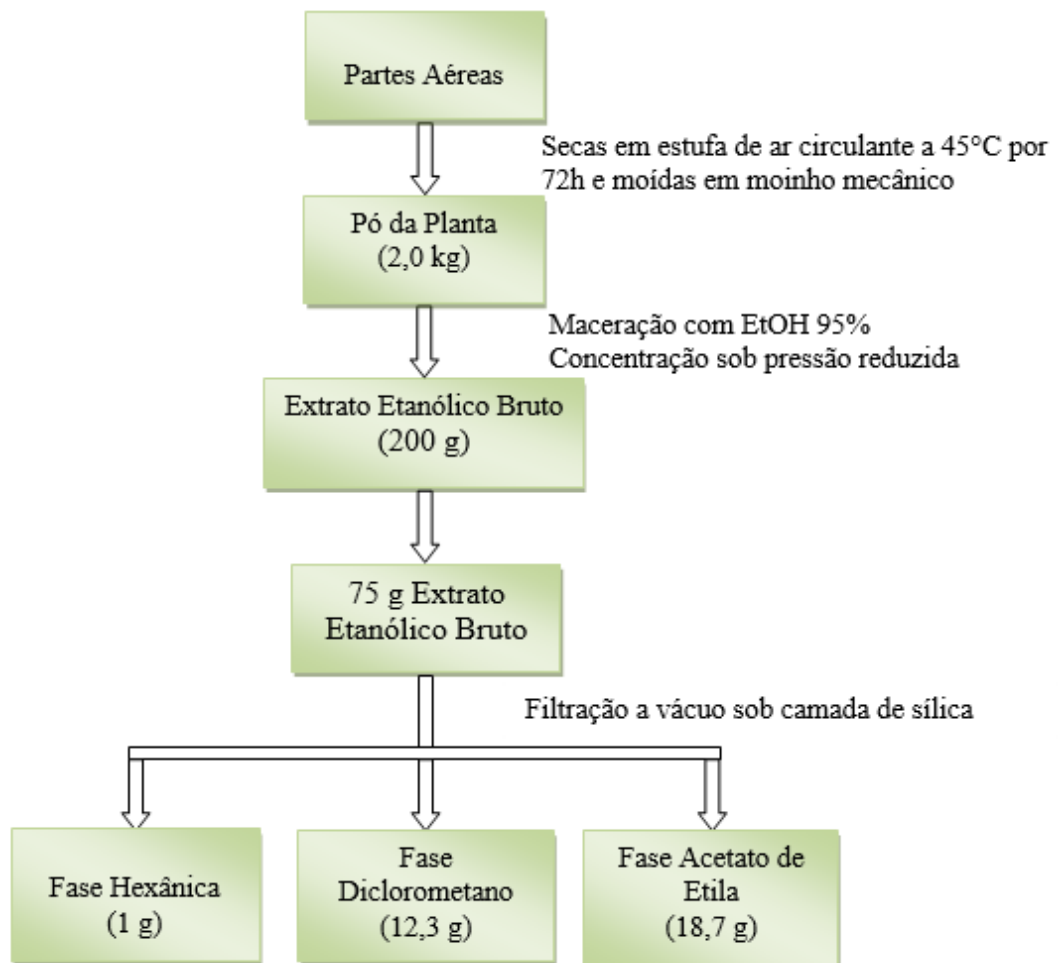 Partes Aéreas
Secas em estufa de ar circulante a 45°C por
72h e moídas em moinho mecânico
Pó da Planta
(2,0 kg)
Maceração com EtOH 95%
Concentração sob pressão reduzida
Extrato Etanólico Bruto
(200 g)
75 g Extrato
Etanólico Bruto
Filtração a vácuo sob camada de sílica
Fase Hexânica
(1 g)
Fase
Diclorometano
(12,3 g)
Fase Acetato de
Etila
(18,7 g)